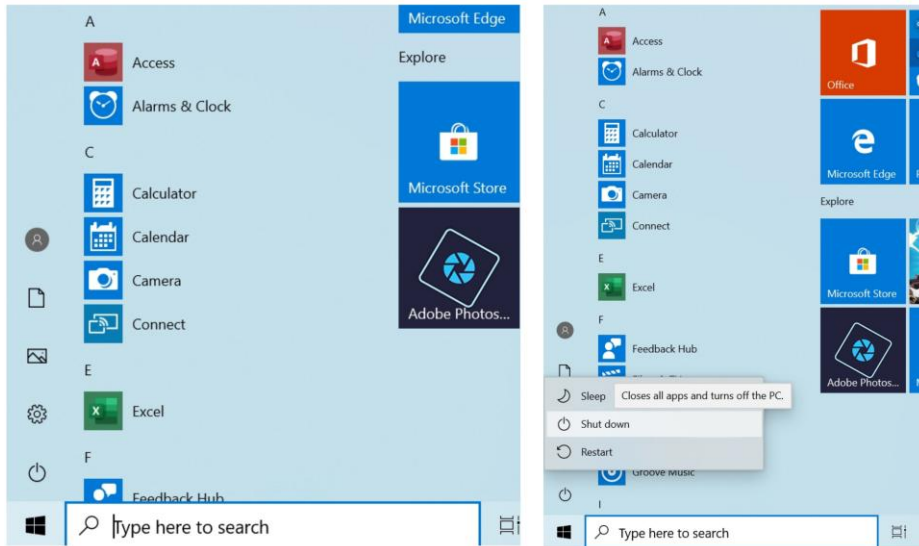 A
Access
Alarms & Clock
C
Calculator
Calendar
Camera
Connect
E
Excel
F
Feedback Hub
Microsoft Edge
Explore
Microsoft Store
Adobe Photos...
Type here to search
A
Access
Alarms & Clock
C
Calculator
Calendar
Camera
Connect
E
Excel
F
Feedback Hub
Sleep
Closes all apps and turns off the PC.
Shut down
Restart
Groove Music
I
Office
Microsoft Edge
Explore
Microsoft Store
Adobe Photos...
Type here to search